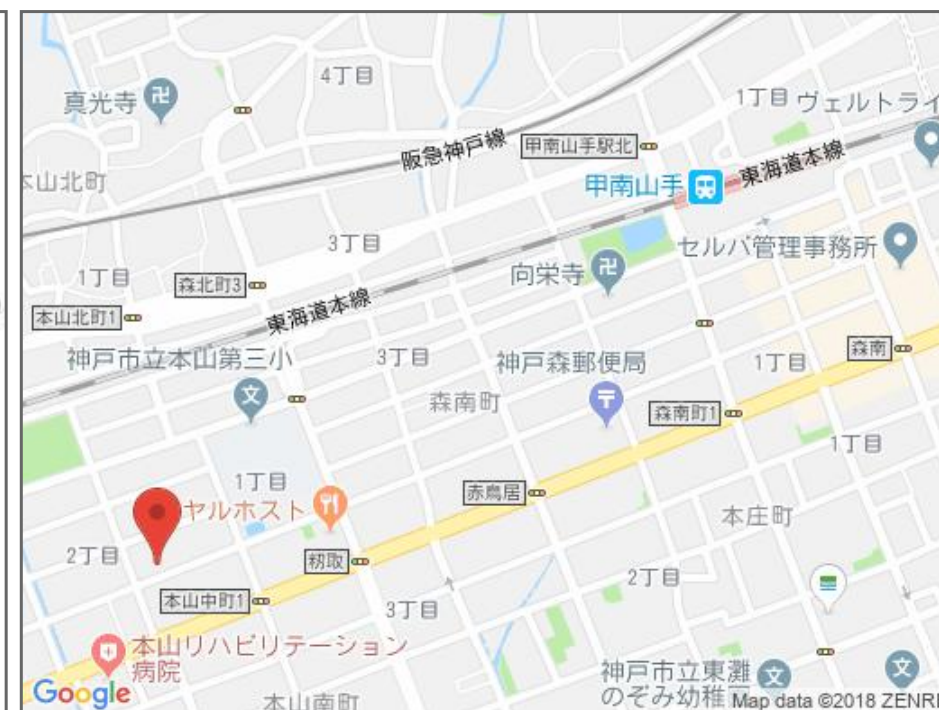 4丁目
真光寺
1丁目
ヴェルトライ
阪急神戸線
甲南山手駅北
東海道本線
本山北町
甲南山手
3丁目
セルバ管理事務所
向栄寺
1丁目
森北町3
本山北町1
東海道本線
神戸市立本山第三小
3丁目
神戸森郵便局
1丁目
森南
森南町
森南町1
1丁目
1丁目
赤鳥居
ヤルホスト
本庄町
2丁目
籾取
2丁目
本山中町1
3丁目
本山リハビリテーション
病院
神戸市立東灘
のぞみ幼稚園
Google
本山南町
Map data ©2018 ZENRI